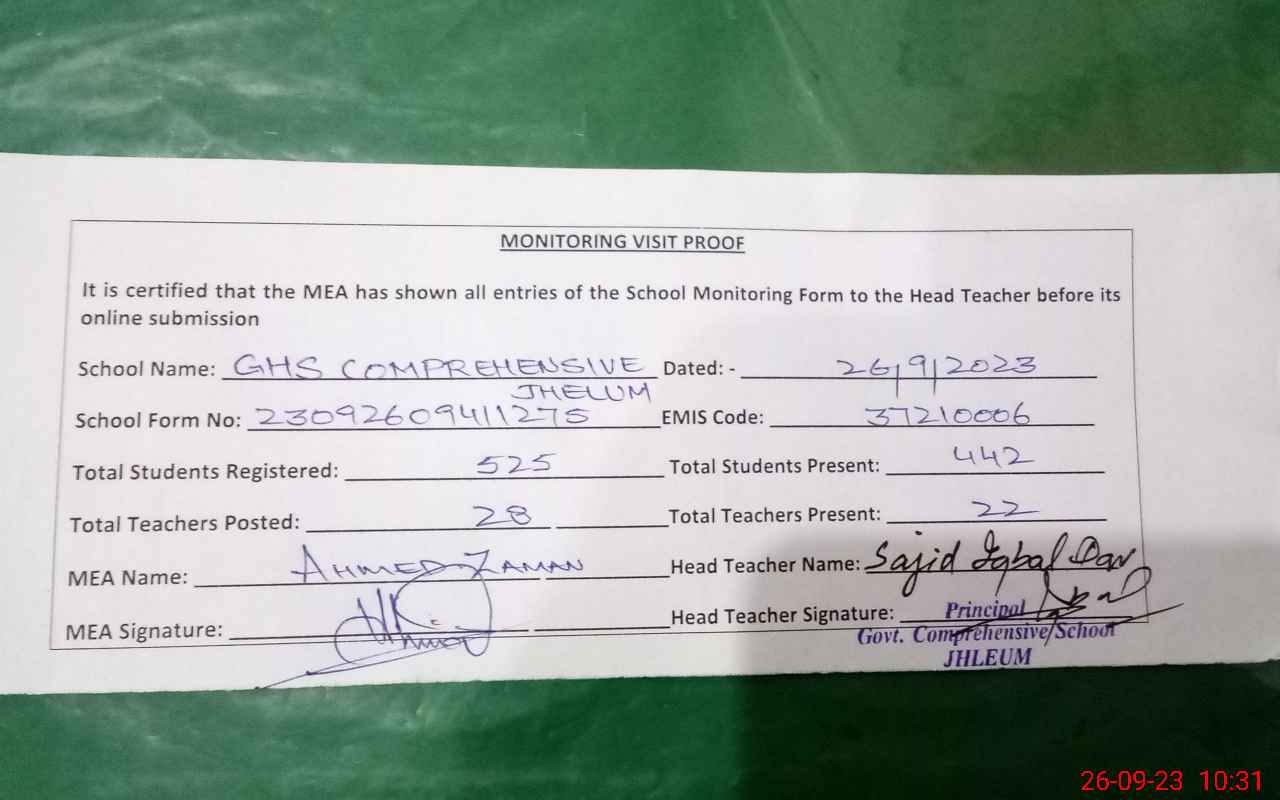 MONITORING VISIT PROOF
It is certified that the MEA has shown all entries of the School Monitoring Form to the Head Teacher before its
online submission
School Name: GHS COMPREHENSIVE Dated: - 26/9/2023
JHELUM
School Form No: 23092609411275 EMIS Code: 37210006
Total Students Registered: 525 Total Students Present: 442
Total Teachers Posted: 28 Total Teachers Present: 22
MEA Name: AHMED ZAMAN Head Teacher Name: Sajid Iqbal Dar
MEA Signature: Head Teacher Signature: Principal
Govt. Comprehensive School
JHLEUM
26-09-23 10:31